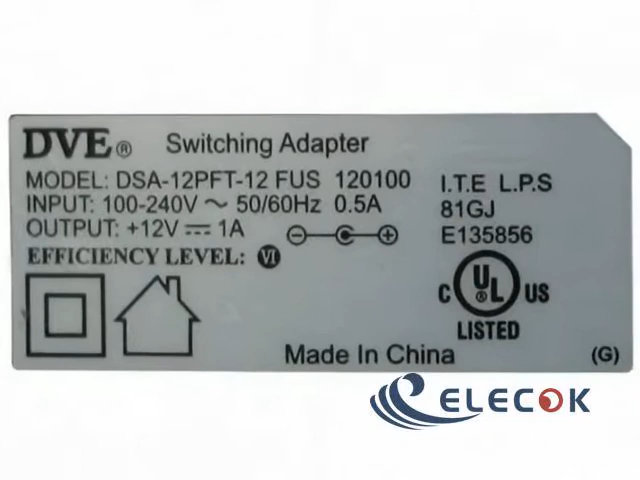 DVE® Switching Adapter
MODEL: DSA-12PFT-12 FUS 120100
INPUT: 100-240V ~ 50/60Hz 0.5A
OUTPUT: +12V ⎓ 1A
EFFICIENCY LEVEL: VI
I.T.E L.P.S
81GJ
E135856
C UL® US
LISTED
Made In China
(G)
ELECOK